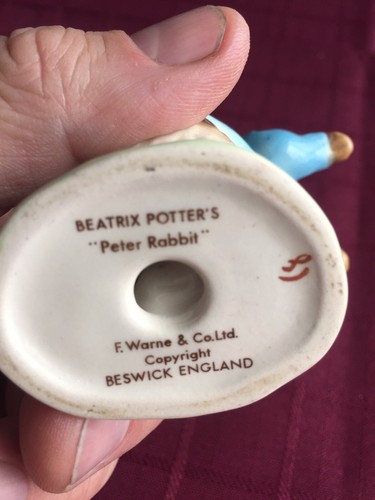 BEATRIX POTTER'S
"Peter Rabbit"
F. Warne & Co.Ltd.
Copyright
BESWICK ENGLAND